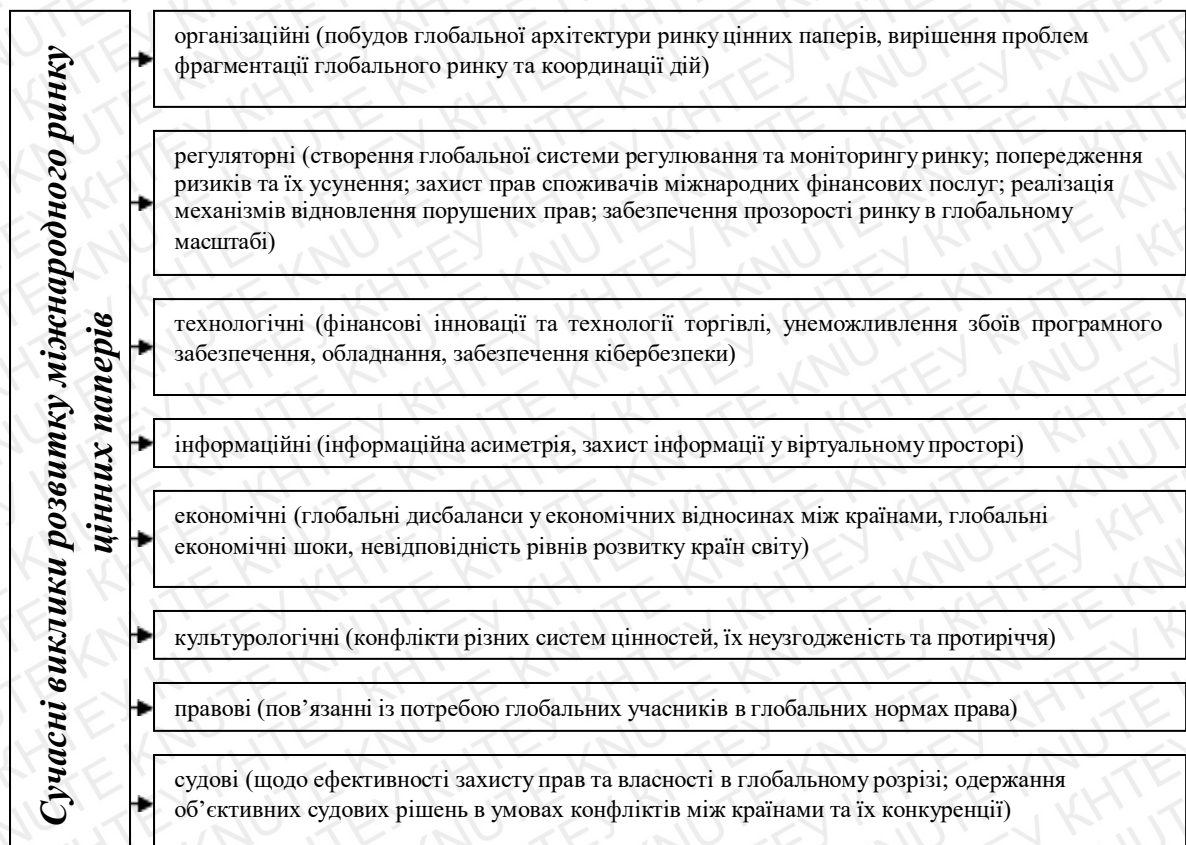 Сучасні виклики розвитку міжнародного ринку
цінних паперів
організаційні (побудов глобальної архітектури ринку цінних паперів, вирішення проблем
фрагментації глобального ринку та координації дій)
регуляторні (створення глобальної системи регулювання та моніторингу ринку; попередження
ризиків та їх усунення; захист прав споживачів міжнародних фінансових послуг; реалізація
механізмів відновлення порушених прав; забезпечення прозорості ринку в глобальному
масштабі)
технологічні (фінансові інновації та технології торгівлі, унеможливлення збоїв програмного
забезпечення, обладнання, забезпечення кібербезпеки)
інформаційні (інформаційна асиметрія, захист інформації у віртуальному просторі)
економічні (глобальні дисбаланси у економічних відносинах між країнами, глобальні
економічні шоки, невідповідність рівнів розвитку країн світу)
культурологічні (конфлікти різних систем цінностей, їх неузгодженість та протиріччя)
правові (пов’язанні із потребою глобальних учасників в глобальних нормах права)
судові (щодо ефективності захисту прав та власності в глобальному розрізі; одержання
об’єктивних судових рішень в умовах конфліктів між країнами та їх конкуренції)